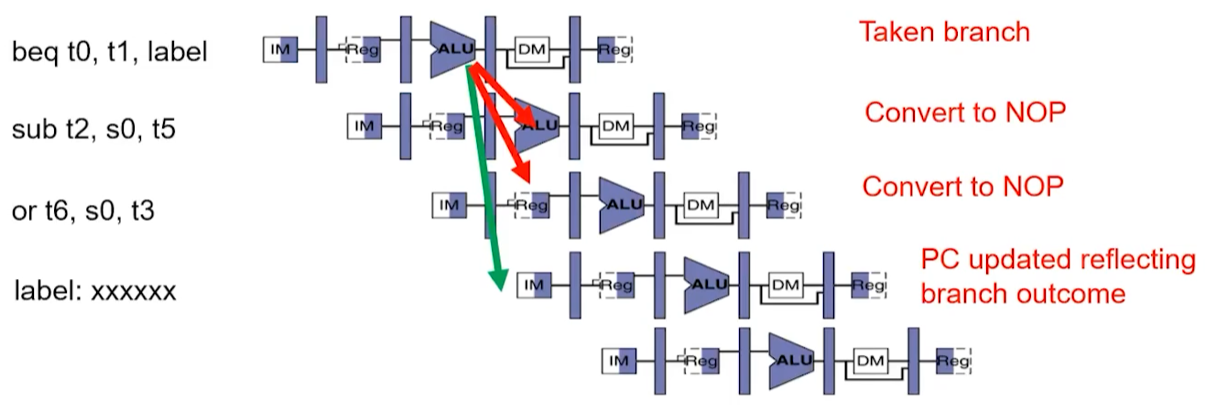 beq t0, t1, label IM Reg ALU DM Reg Taken branch
sub t2, s0, t5 IM Reg ALU DM Reg Convert to NOP
or t6, s0, t3 IM Reg ALU DM Reg Convert to NOP
label: xxxxxx IM Reg ALU DM Reg PC updated reflecting
branch outcome
IM Reg ALU DM Reg